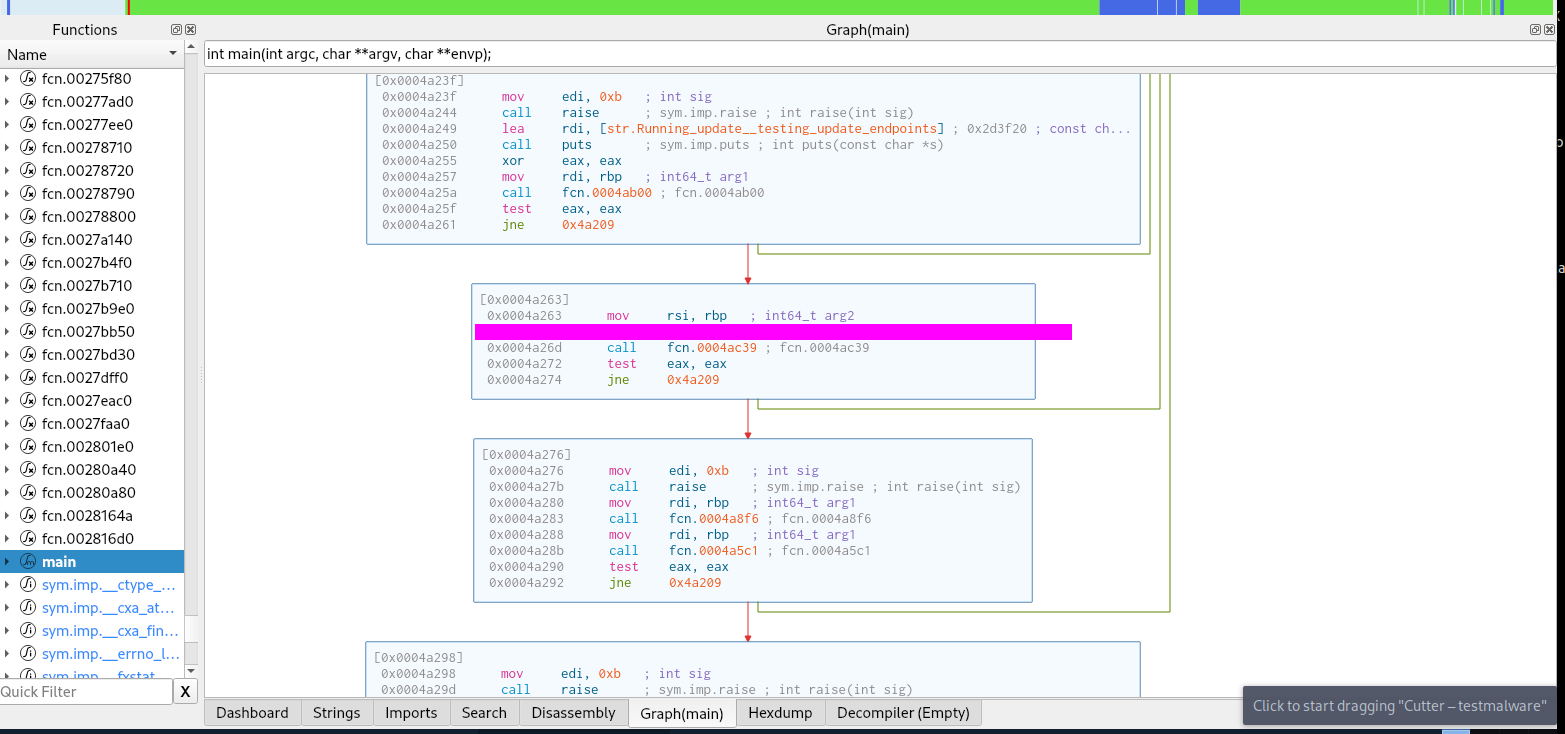 Functions
Name
fcn.00275f80
fcn.00277ad0
fcn.00277ee0
fcn.00278710
fcn.00278720
fcn.00278790
fcn.00278800
fcn.0027a140
fcn.0027b4f0
fcn.0027b710
fcn.0027b9e0
fcn.0027bb50
fcn.0027bd30
fcn.0027dff0
fcn.0027eac0
fcn.0027faa0
fcn.002801e0
fcn.00280a40
fcn.00280a80
fcn.0028164a
fcn.002816d0
main
sym.imp.__ctype_...
sym.imp.__cxa_at...
sym.imp.__cxa_fin...
sym.imp.__errno_l...
sym.imp.__fxstat
Quick Filter
X
Graph(main)
int main(int argc, char **argv, char **envp);
[0x0004a23f]
0x0004a23f mov edi, 0xb ; int sig
0x0004a244 call raise ; sym.imp.raise ; int raise(int sig)
0x0004a249 lea rdi, [str.Running_update__testing_update_endpoints] ; 0x2d3f20 ; const ch...
0x0004a250 call puts ; sym.imp.puts ; int puts(const char *s)
0x0004a255 xor eax, eax
0x0004a257 mov rdi, rbp ; int64_t arg1
0x0004a25a call fcn.0004ab00 ; fcn.0004ab00
0x0004a25f test eax, eax
0x0004a261 jne 0x4a209
[0x0004a263]
0x0004a263 mov rsi, rbp ; int64_t arg2
0x0004a26d call fcn.0004ac39 ; fcn.0004ac39
0x0004a272 test eax, eax
0x0004a274 jne 0x4a209
[0x0004a276]
0x0004a276 mov edi, 0xb ; int sig
0x0004a27b call raise ; sym.imp.raise ; int raise(int sig)
0x0004a280 mov rdi, rbp ; int64_t arg1
0x0004a283 call fcn.0004a8f6 ; fcn.0004a8f6
0x0004a288 mov rdi, rbp ; int64_t arg1
0x0004a28b call fcn.0004a5c1 ; fcn.0004a5c1
0x0004a290 test eax, eax
0x0004a292 jne 0x4a209
[0x0004a298]
0x0004a298 mov edi, 0xb ; int sig
0x0004a29d call raise ; sym.imp.raise ; int raise(int sig)
Dashboard
Strings
Imports
Search
Disassembly
Graph(main)
Hexdump
Decompiler (Empty)
Click to start dragging "Cutter – testmalware"